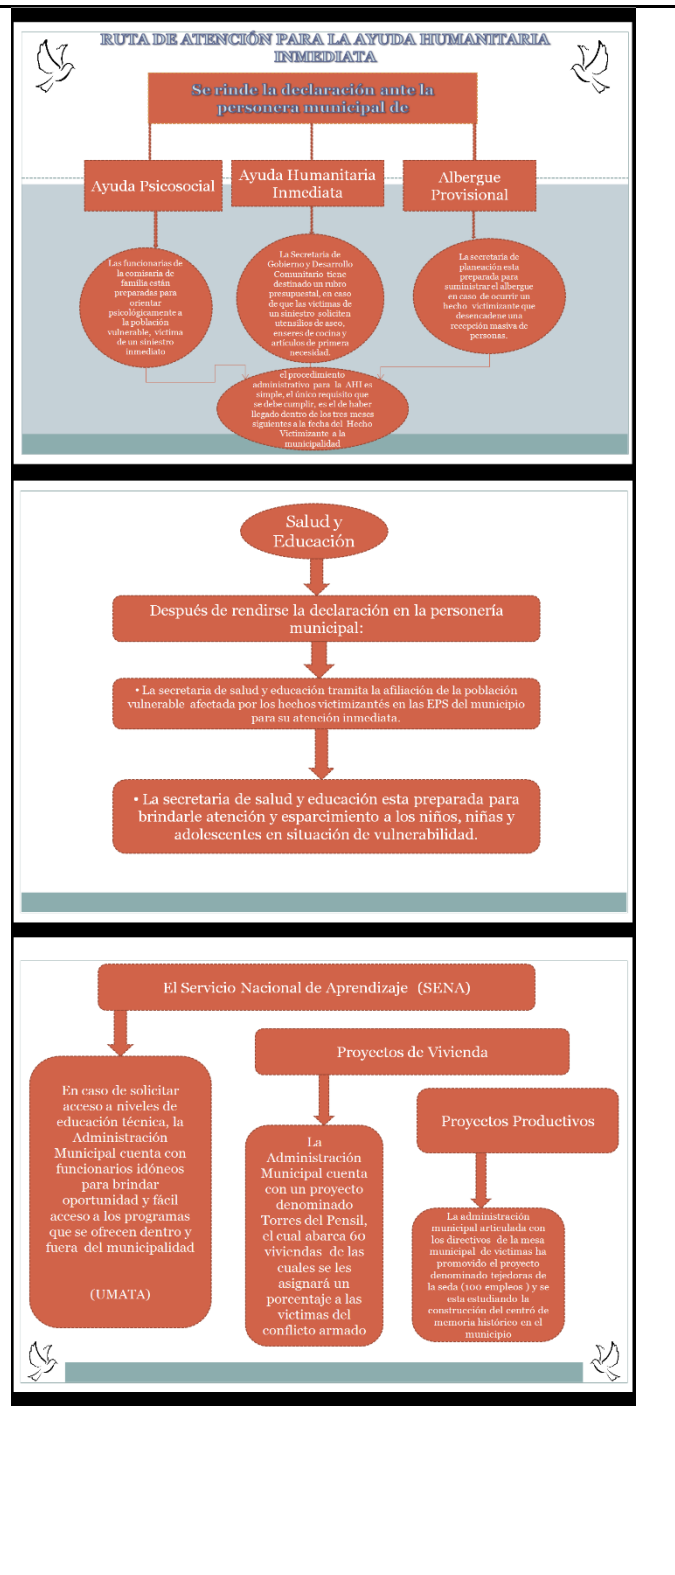 RUTA DE ATENCIÓN PARA LA AYUDA HUMANITARIA
INMEDIATA
Se rinde la declaración ante la
personera municipal de
Ayuda Psicosocial
Ayuda Humanitaria
Inmediata
Albergue
Provisional
Las funcionarias de
la comisaria de
familia están
preparadas para
orientar
psicológicamente a
la población
vulnerable, victima
de un siniestro
inmediato
La Secretaria de
Gobierno y Desarrollo
Comunitario tiene
destinado un rubro
presupuestal, en caso
de que las victimas de
un siniestro soliciten
utensilios de aseo,
enseres de cocina y
artículos de primera
necesidad.
La secretaria de
planeación esta
preparada para
suministrar el albergue
en caso de ocurrir un
hecho victimizante que
desencadene una
recepción masiva de
personas.
el procedimiento
administrativo para la AHI es
simple, el único requisito que
se debe cumplir, es el de haber
llegado dentro de los tres meses
siguientes a la fecha del Hecho
Victimizante a la
municipalidad
Salud y
Educación
Después de rendirse la declaración en la personería
municipal:
• La secretaria de salud y educación tramita la afiliación de la población
vulnerable afectada por los hechos victimizantés en las EPS del municipio
para su atención inmediata.
• La secretaria de salud y educación esta preparada para
brindarle atención y esparcimiento a los niños, niñas y
adolescentes en situación de vulnerabilidad.
El Servicio Nacional de Aprendizaje (SENA)
Proyectos de Vivienda
Proyectos Productivos
En caso de solicitar
acceso a niveles de
educación técnica, la
Administración
Municipal cuenta con
funcionarios idóneos
para brindar
oportunidad y fácil
acceso a los programas
que se ofrecen dentro y
fuera del municipalidad
(UMATA)
La
Administración
Municipal cuenta
con un proyecto
denominado
Torres del Pensil,
el cual abarca 60
viviendas de las
cuales se les
asignará un
porcentaje a las
victimas del
conflicto armado
La administración
municipal articulada con
los directivos de la mesa
municipal de victimas ha
promovido el proyecto
denominado tejedoras de
la seda (100 empleos ) y se
esta estudiando la
construcción del centró de
memoria histórico en el
municipio